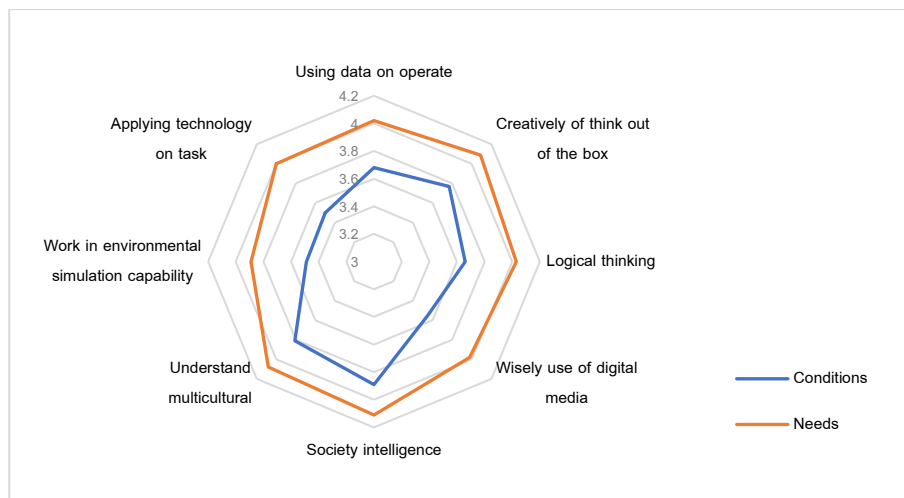 Using data on operate
4.2
4
3.8
3.6
3.4
3.2
3
Creatively of think out
of the box
Logical thinking
Wisely use of digital
media
Society intelligence
Understand
multicultural
Work in environmental
simulation capability
Applying technology
on task
Conditions
Needs